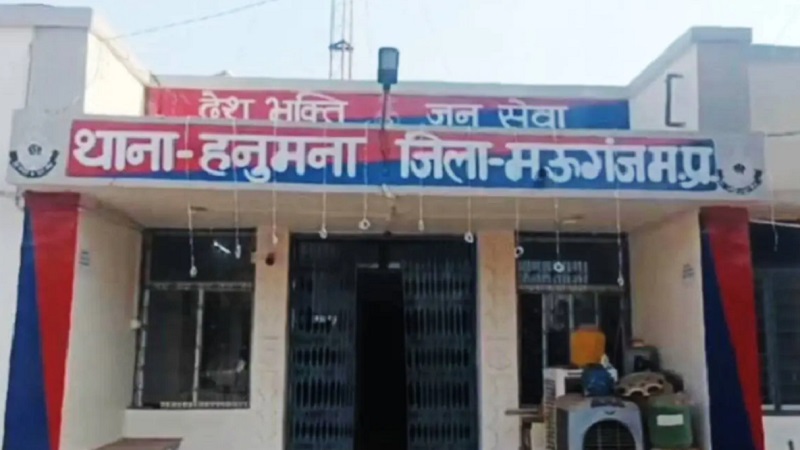 देश भक्ति जन सेवा
थाना-हनुमना जिला-मऊगंज म.प्र.